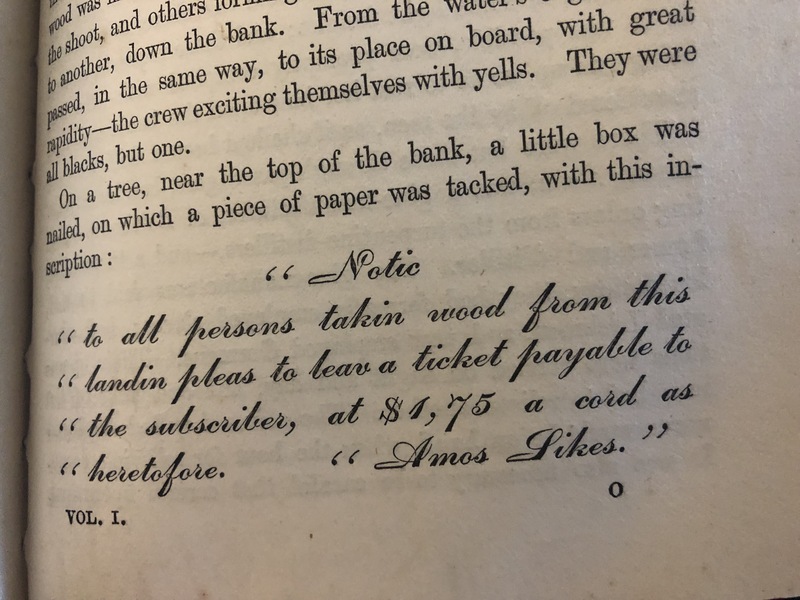 wood was
the shoot, and others forming
to another, down the bank. From the water's
passed, in the same way, to its place on board, with great
rapidity—the crew exciting themselves with yells. They were
all blacks, but one.
On a tree, near the top of the bank, a little box was
nailed, on which a piece of paper was tacked, with this in-
scription:
“ Notic
“ to all persons takin wood from this
“ landin pleas to leav a ticket payable to
“ the subscriber, at $1,75 a cord as
“ heretofore. “ Amos Sikes. ”
VOL. I. O